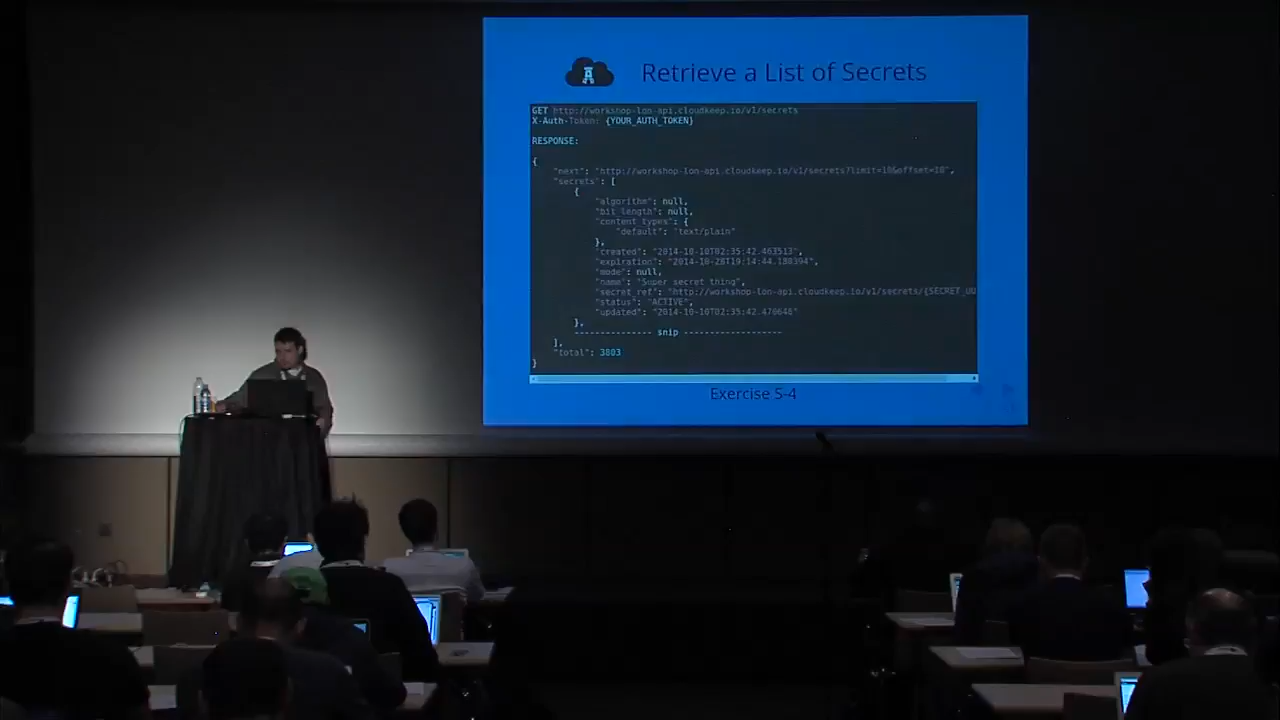 Retrieve a List of Secrets
GET http://workshop-lon-api.cloudkeep.io/v1/secrets
X-Auth-Token: {YOUR_AUTH_TOKEN}
RESPONSE:
{
"next": "http://workshop-lon-api.cloudkeep.io/v1/secrets?limit=10&offset=10",
"secrets": [
{
"algorithm": null,
"bit_length": null,
"content_types": {
"default": "text/plain"
},
"created": "2014-10-10T02:35:42.463513",
"expiration": "2014-10-28T19:14:44.180394",
"mode": null,
"name": "Super secret thing",
"secret_ref": "http://workshop-lon-api.cloudkeep.io/v1/secrets/{SECRET_UU
"status": "ACTIVE",
"updated": "2014-10-10T02:35:42.470648"
},
--------------- snip -------------------
],
"total": 3803
}
Exercise 5-4